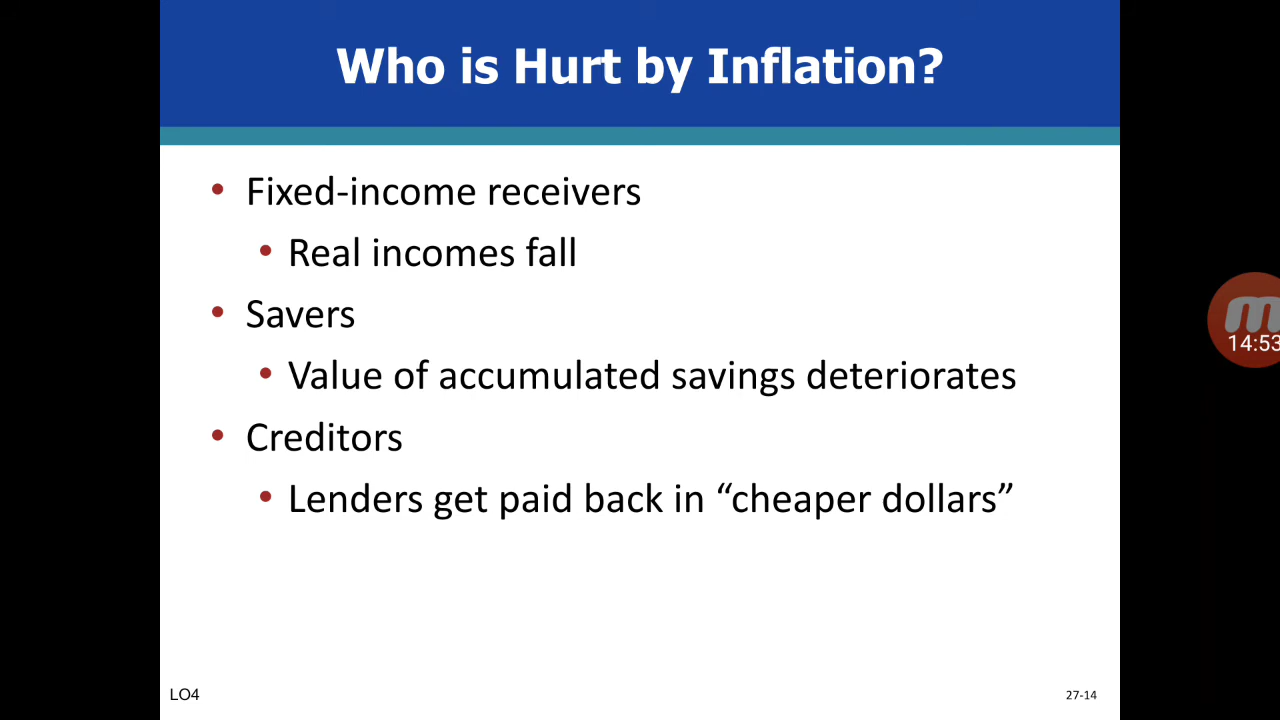 Who is Hurt by Inflation?
• Fixed-income receivers
• Real incomes fall
• Savers
• Value of accumulated savings deteriorates
• Creditors
• Lenders get paid back in “cheaper dollars”
14:53
LO4
27-14